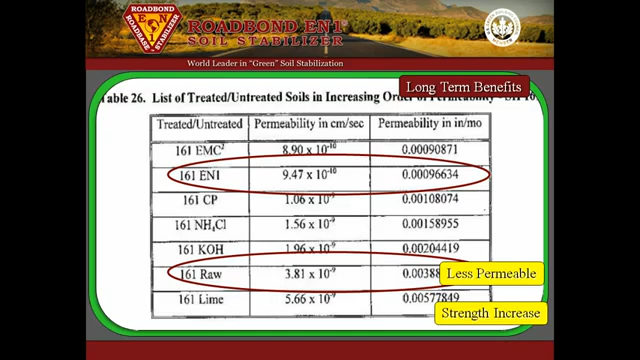 ROADBOND
EN1
ROADBASE
STABILIZER
ROADBOND EN1
SOIL STABILIZER
World Leader in "Green" Soil Stabilization
Long Term Benefits
Table 26. List of Treated/Untreated Soils in Increasing Order of Permeability
Treated/Untreated Permeability in cm/sec Permeability in in/mo
161 EMC² 8.90 x 10⁻¹⁰ 0.00090871
161 EN1 9.47 x 10⁻¹⁰ 0.00096634
161 CP 1.06 x 10⁻⁹ 0.00108074
161 NH₄Cl 1.56 x 10⁻⁹ 0.00158955
161 KOH 1.96 x 10⁻⁹ 0.00204419
161 Raw 3.81 x 10⁻⁹ 0.00388
Less Permeable
161 Lime 5.66 x 10⁻⁹ 0.00577849
Strength Increase